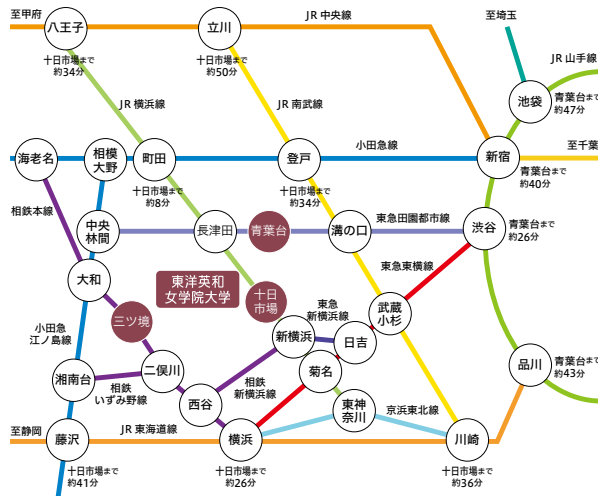 至甲府
八王子
立川
JR 中央線
至埼玉
十日市場まで
約34分
十日市場まで
約50分
JR 山手線
池袋
青葉台まで
約47分
JR 横浜線
JR 南武線
海老名
相模
大野
町田
登戸
小田急線
新宿
至千葉
青葉台まで
約40分
十日市場まで
約8分
十日市場まで
約34分
相鉄本線
中央
林間
長津田
青葉台
溝の口
東急田園都市線
渋谷
青葉台まで
約26分
東急東横線
大和
東洋英和
女学院大学
十日
市場
三ツ境
東急
新横浜線
武蔵
小杉
小田急
江ノ島線
新横浜
日吉
湘南台
二俣川
菊名
品川
青葉台まで
約43分
相鉄
いずみ野線
相鉄
新横浜線
西谷
東神
奈川
京浜東北線
至静岡
藤沢
JR 東海道線
横浜
川崎
十日市場まで
約41分
十日市場まで
約26分
十日市場まで
約36分